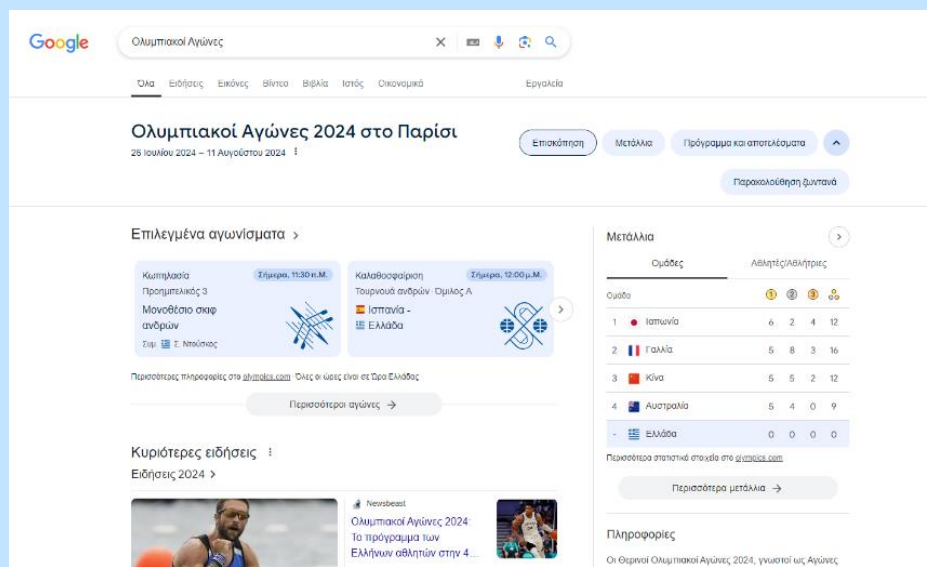 Google
Ολυμπιακοί Αγώνες
Όλα Ειδήσεις Εικόνες Βίντεο Βιβλία Ιστός Οικονομικά Εργαλεία
Ολυμπιακοί Αγώνες 2024 στο Παρίσι
26 Ιουλίου 2024 – 11 Αυγούστου 2024
Επισκόπηση Μετάλλια Πρόγραμμα και αποτελέσματα
Παρακολούθηση ζωντανά
Επιλεγμένα αγωνίσματα
Κωπηλασία Σήμερα, 11:30 π.μ.
Προημιτελικός 3
Μονοθέσιο σκιφ
ανδρών
Συμ. Σ. Ντούσκος
Καλαθοσφαίριση Σήμερα, 12:00 μ.μ.
Τουρνουά ανδρών · Όμιλος Α
Ισπανία -
Ελλάδα
Περισσότερες πληροφορίες στο olympics.com Όλες οι ώρες είναι σε Ώρα Ελλάδας
Περισσότεροι αγώνες →
Κυριότερες ειδήσεις
Ειδήσεις 2024
Newsbeast
Ολυμπιακοί Αγώνες 2024:
Το πρόγραμμα των
Ελλήνων αθλητών στην 4...
Μετάλλια
Ομάδες Αθλητές/Αθλήτριες
Ομάδα 1 2 3
1 Ιαπωνία 6 2 4 12
2 Γαλλία 5 8 3 16
3 Κίνα 5 5 2 12
4 Αυστραλία 5 4 0 9
- Ελλάδα 0 0 0 0
Περισσότερα στατιστικά στοιχεία στο olympics.com
Περισσότερα μετάλλια →
Πληροφορίες
Οι Θερινοί Ολυμπιακοί Αγώνες 2024, γνωστοί ως Αγώνες